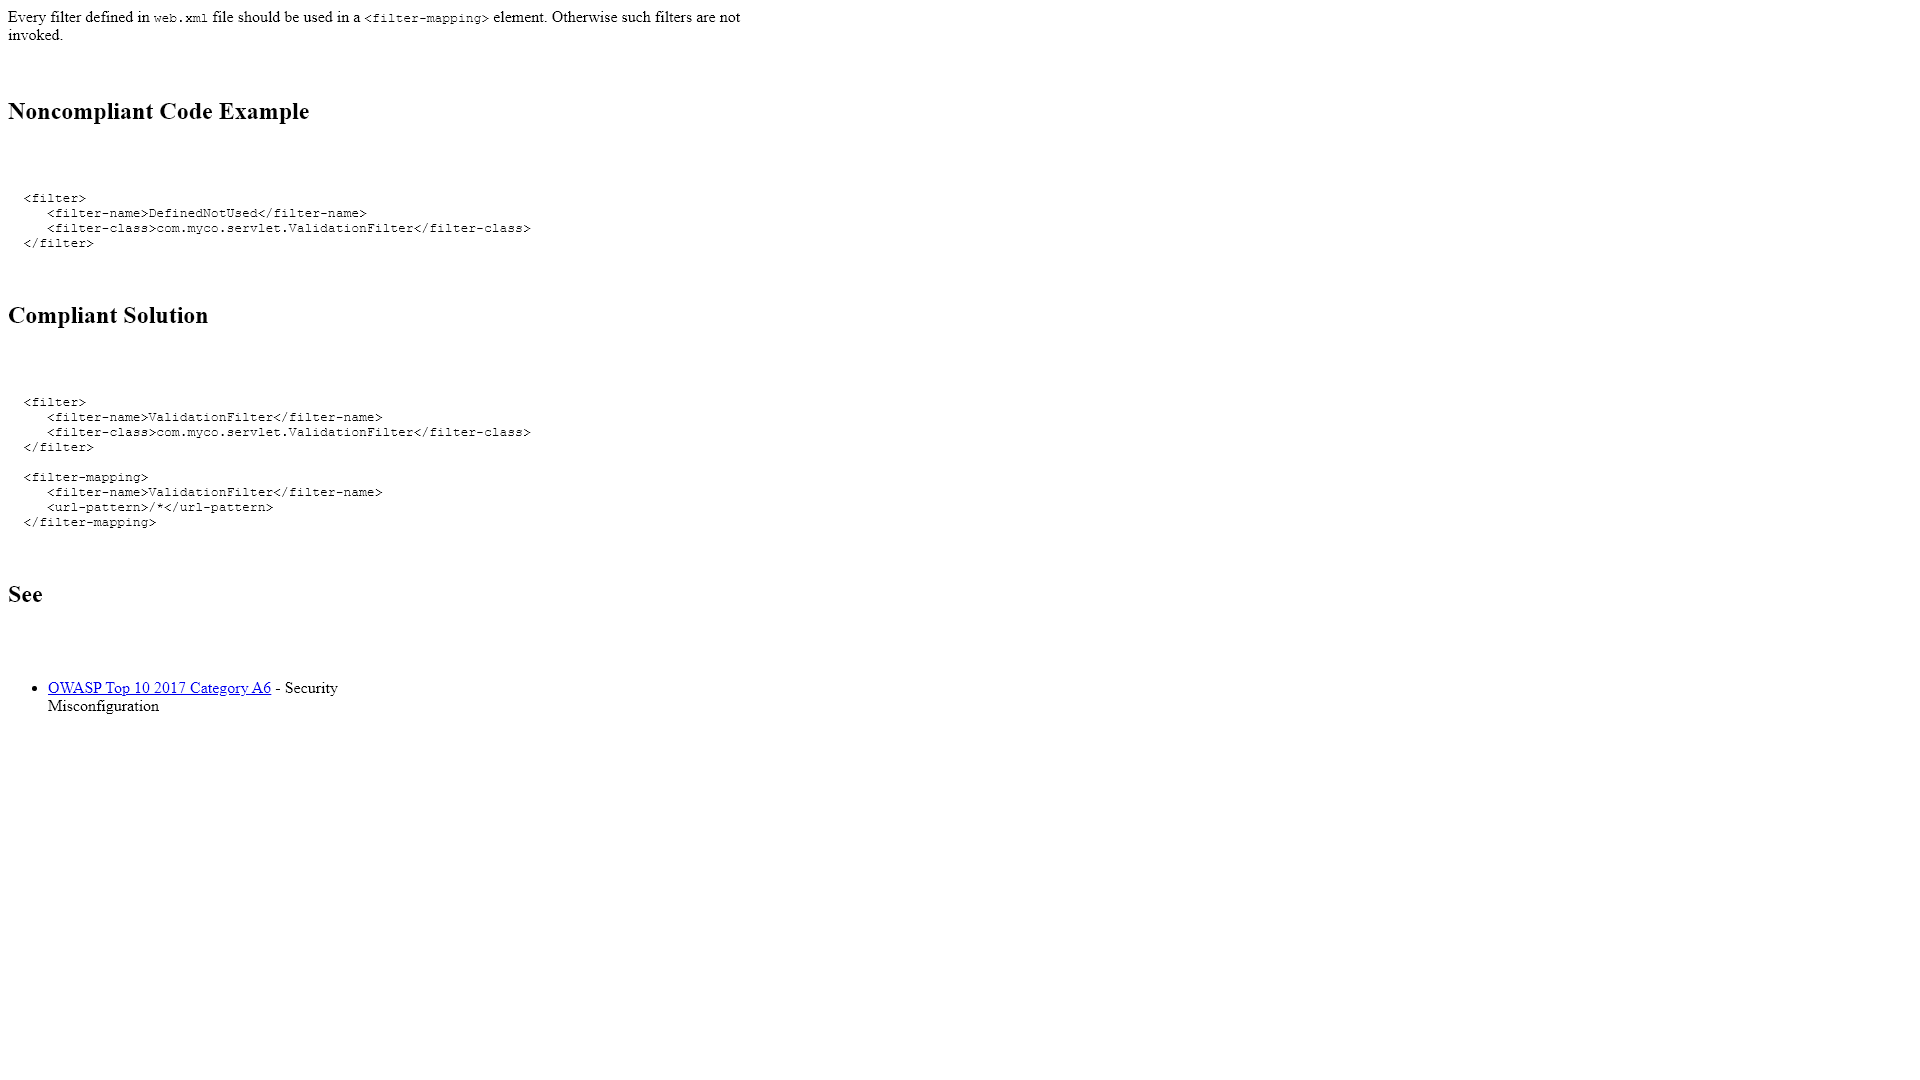 Every filter defined in web.xml file should be used in a <filter-mapping> element. Otherwise such filters are not
invoked.
Noncompliant Code Example
<filter>
<filter-name>DefinedNotUsed</filter-name>
<filter-class>com.myco.servlet.ValidationFilter</filter-class>
</filter>
Compliant Solution
<filter>
<filter-name>ValidationFilter</filter-name>
<filter-class>com.myco.servlet.ValidationFilter</filter-class>
</filter>
<filter-mapping>
<filter-name>ValidationFilter</filter-name>
<url-pattern>/*</url-pattern>
</filter-mapping>
See
OWASP Top 10 2017 Category A6 - Security
Misconfiguration